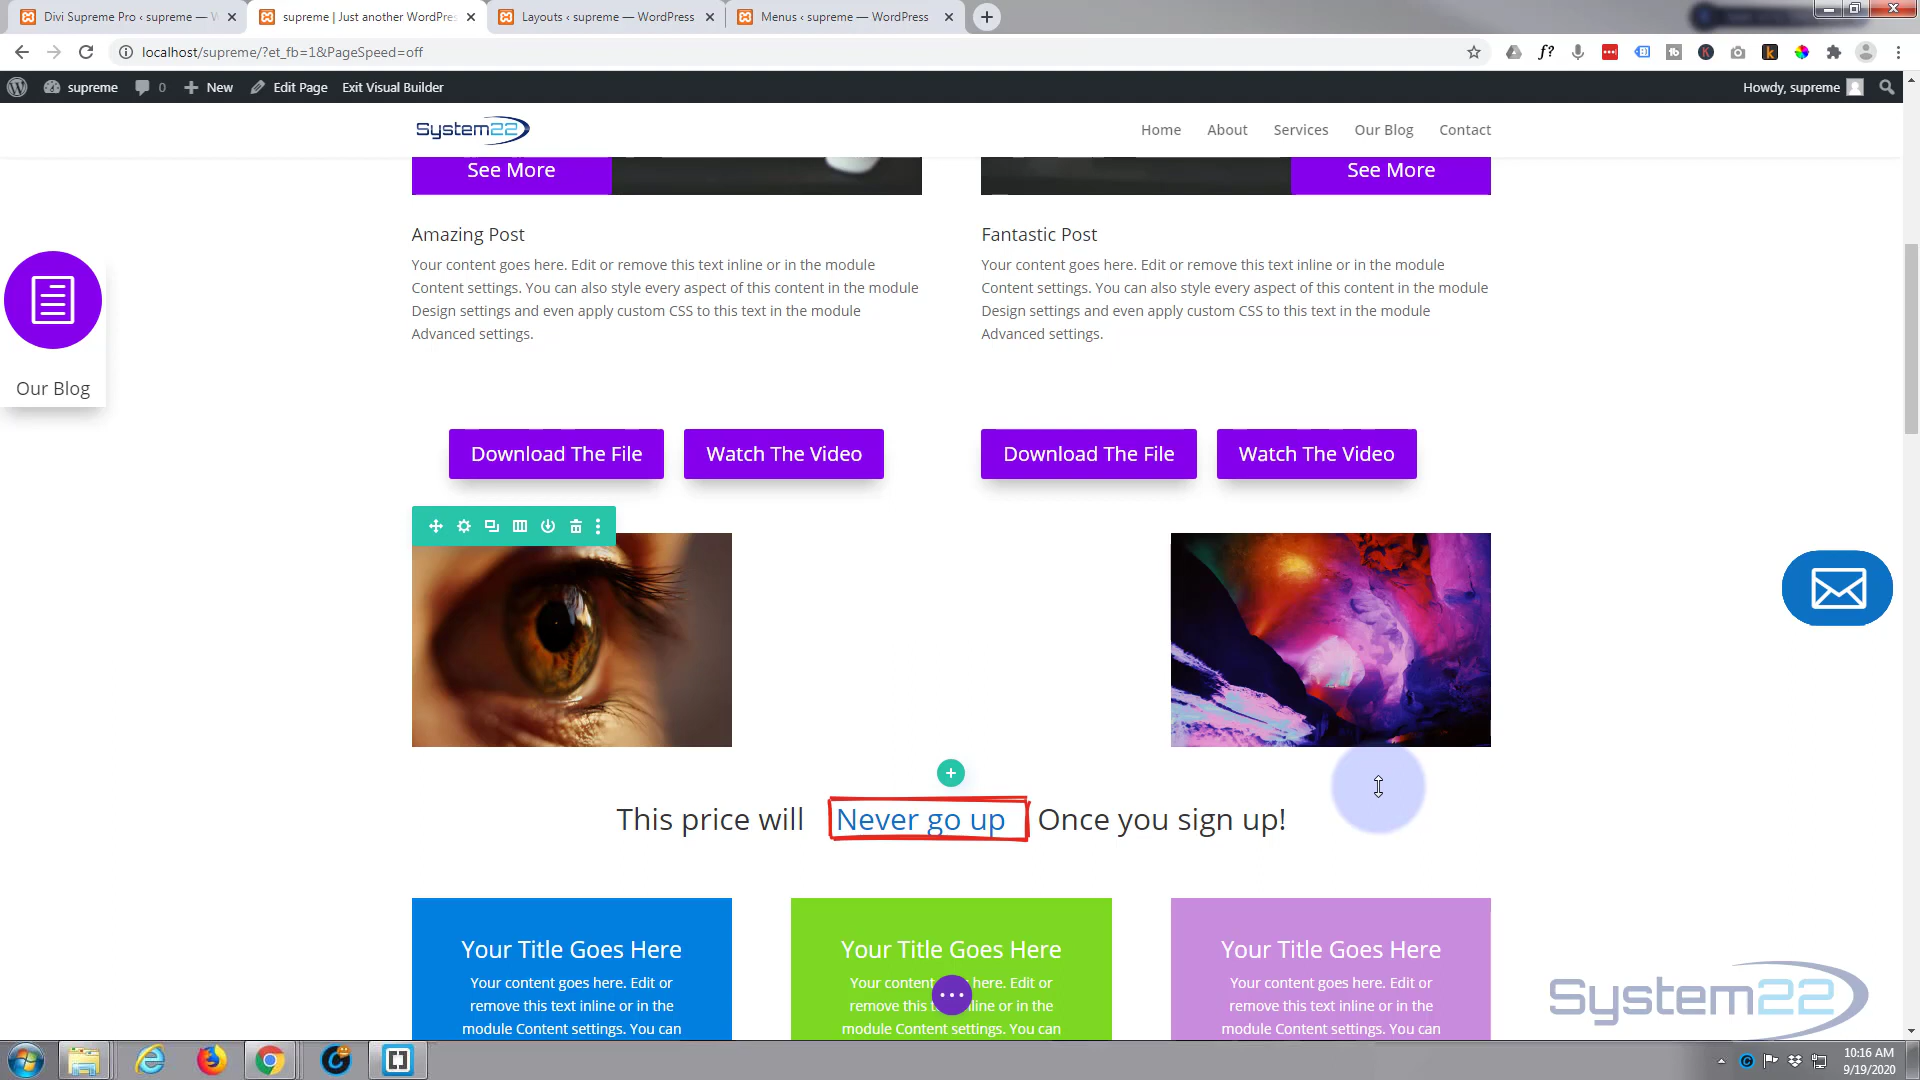 Divi Supreme Pro ‹ supreme — W
supreme | Just another WordPres
Layouts ‹ supreme — WordPress
Menus ‹ supreme — WordPress
localhost/supreme/?et_fb=1&PageSpeed=off
supreme
0
New
Edit Page
Exit Visual Builder
Howdy, supreme
System22
Home
About
Services
Our Blog
Contact
See More
See More
Amazing Post
Your content goes here. Edit or remove this text inline or in the module
Content settings. You can also style every aspect of this content in the module
Design settings and even apply custom CSS to this text in the module
Advanced settings.
Fantastic Post
Your content goes here. Edit or remove this text inline or in the module
Content settings. You can also style every aspect of this content in the module
Design settings and even apply custom CSS to this text in the module
Advanced settings.
Our Blog
Download The File
Watch The Video
Download The File
Watch The Video
This price will Never go up Once you sign up!
Your Title Goes Here
Your content goes here. Edit or
remove this text inline or in the
module Content settings. You can
Your Title Goes Here
Your content here. Edit or
remove this line or in the
module Content settings. You can
Your Title Goes Here
Your content goes here. Edit or
remove this text inline or in the
module Content settings. You can
System22
10:16 AM
9/19/2020